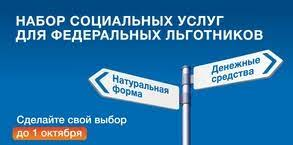 НАБОР СОЦИАЛЬНЫХ УСЛУГ
ДЛЯ ФЕДЕРАЛЬНЫХ ЛЬГОТНИКОВ
Натуральная
форма
Денежные
средства
Сделайте свой выбор
до 1 октября